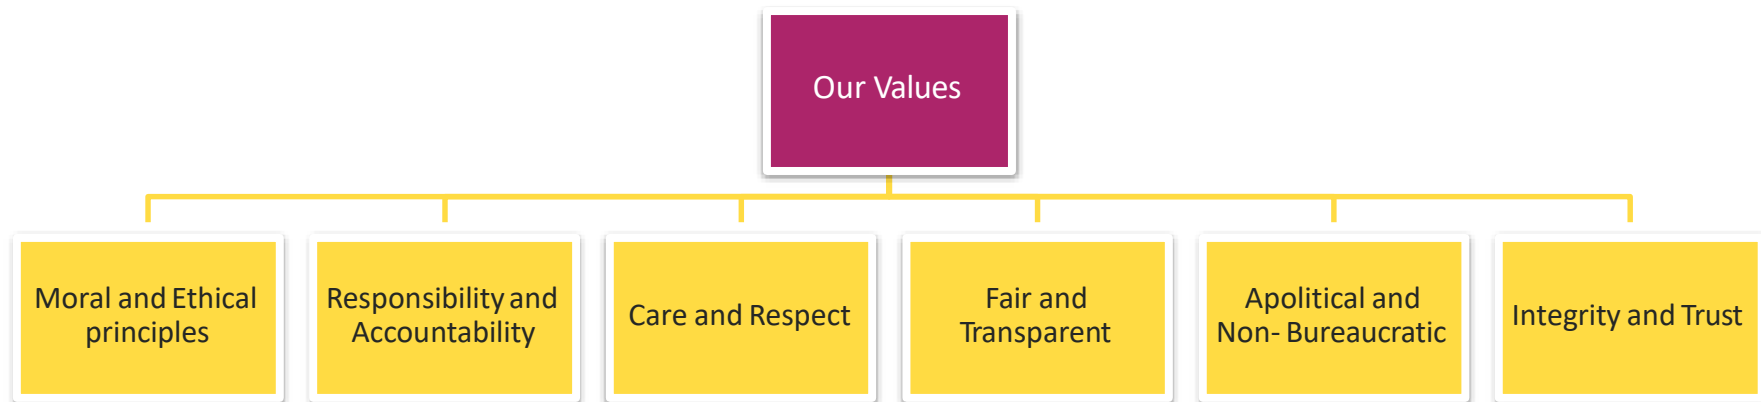 Our Values
Moral and Ethical
principles
Responsibility and
Accountability
Care and Respect
Fair and
Transparent
Apolitical and
Non- Bureaucratic
Integrity and Trust